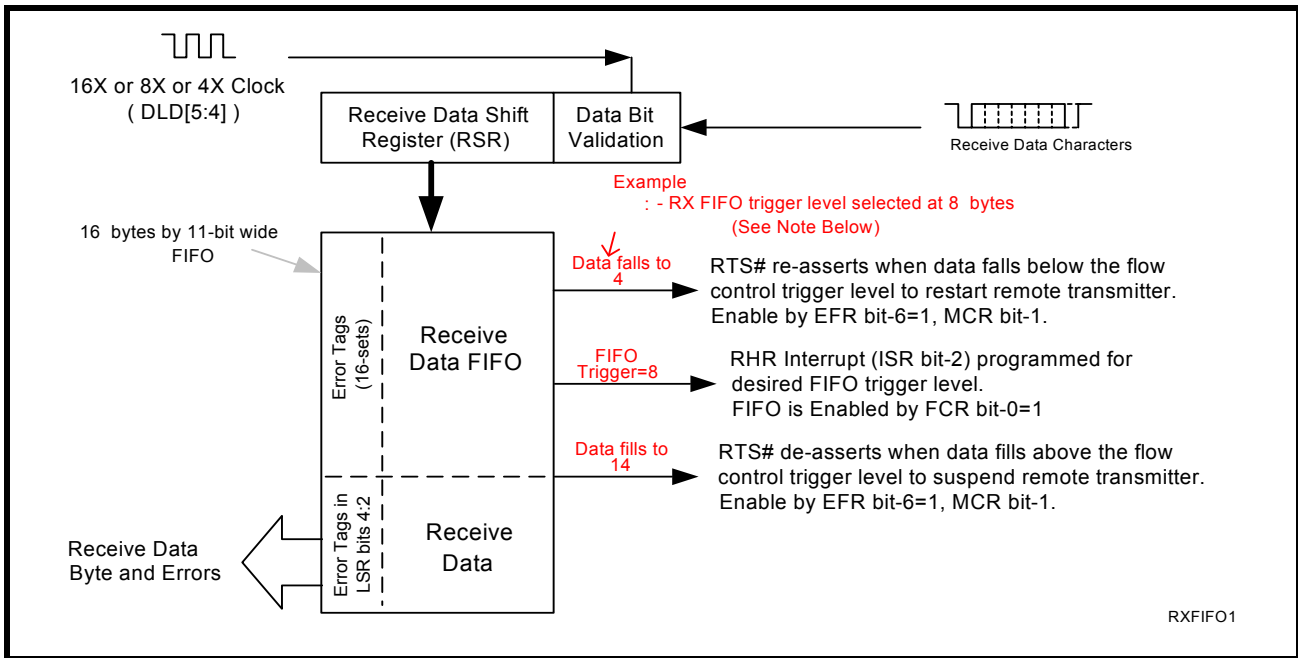 16X or 8X or 4X Clock
( DLD[5:4] )
Receive Data Shift
Register (RSR)
Data Bit
Validation
Receive Data Characters
Example
: - RX FIFO trigger level selected at 8 bytes
(See Note Below)
16 bytes by 11-bit wide
FIFO
Error Tags
(16-sets)
Receive
Data FIFO
Data falls to
4
RTS# re-asserts when data falls below the flow
control trigger level to restart remote transmitter.
Enable by EFR bit-6=1, MCR bit-1.
FIFO
Trigger=8
RHR Interrupt (ISR bit-2) programmed for
desired FIFO trigger level.
FIFO is Enabled by FCR bit-0=1
Data fills to
14
RTS# de-asserts when data fills above the flow
control trigger level to suspend remote transmitter.
Enable by EFR bit-6=1, MCR bit-1.
Error Tags in
LSR bits 4:2
Receive
Data
Receive Data
Byte and Errors
RXFIFO1